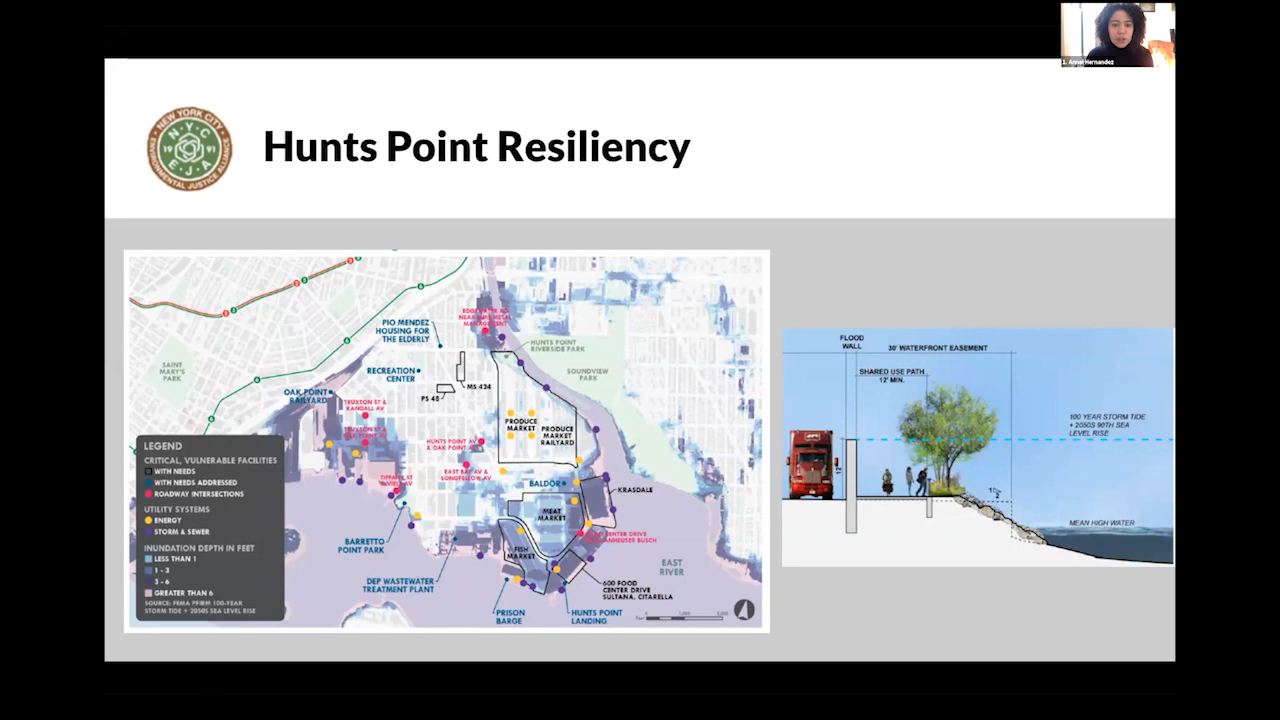 1. Annel Hernandez
NEW YORK CITY
ENVIRONMENTAL JUSTICE ALLIANCE
N·Y·C
19 91
E·J·A
Hunts Point Resiliency
PIO MENDEZ
HOUSING FOR
THE ELDERLY
HUNTS POINT
RIVERSIDE PARK
SAINT
MARY'S
PARK
RECREATION
CENTER
SOUNDVIEW
PARK
MS 424
OAK POINT
RAILYARD
PS 48
TRUXTON ST &
RANDALL AV
PRODUCE
MARKET
PRODUCE
MARKET
RAILYARD
HUNTS POINT AV
& OAK POINT AV
EAST BAY AV &
LONGFELLOW AV
TIFFANY ST
BALDOR
KRASDALE
MEAT
MARKET
FISH
MARKET
BARRETTO
POINT PARK
EAST
RIVER
DEP WASTEWATER
TREATMENT PLANT
600 FOOD
CENTER DRIVE
SULTANA, CITARELLA
PRISON
BARGE
HUNTS POINT
LANDING
LEGEND
CRITICAL, VULNERABLE FACILITIES
WITH NEEDS
WITH NEEDS ADDRESSED
ROADWAY INTERSECTIONS
UTILITY SYSTEMS
ENERGY
STORM & SEWER
INUNDATION DEPTH IN FEET
LESS THAN 1
1 - 3
3 - 6
GREATER THAN 6
SOURCE: FEMA PFIRM 100-YEAR
STORM TIDE + 2050S SEA LEVEL RISE
FLOOD
WALL
30' WATERFRONT EASEMENT
SHARED USE PATH
12' MIN.
100 YEAR STORM TIDE
+ 2050S 90TH SEA
LEVEL RISE
12'
MEAN HIGH WATER